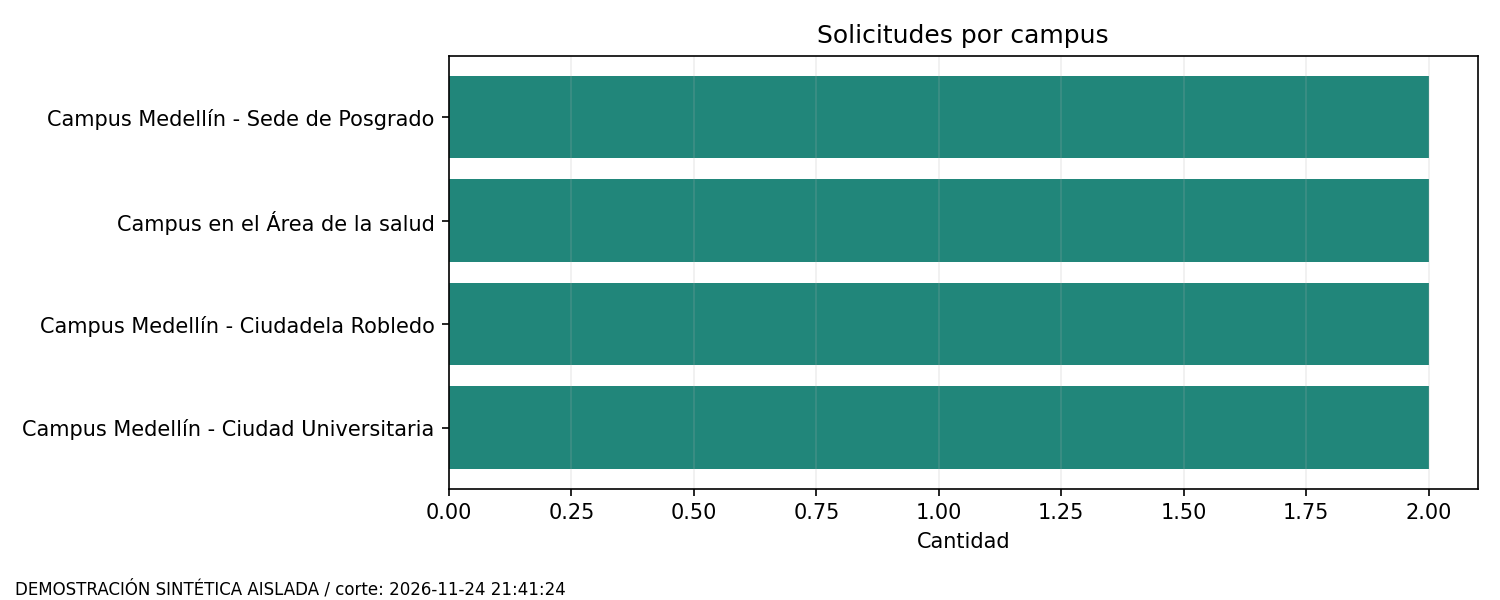 Solicitudes por campus
Campus Medellín - Sede de Posgrado
Campus en el Área de la salud
Campus Medellín - Ciudadela Robledo
Campus Medellín - Ciudad Universitaria
0.00 0.25 0.50 0.75 1.00 1.25 1.50 1.75 2.00
Cantidad
DEMOSTRACIÓN SINTÉTICA AISLADA / corte: 2026-11-24 21:41:24